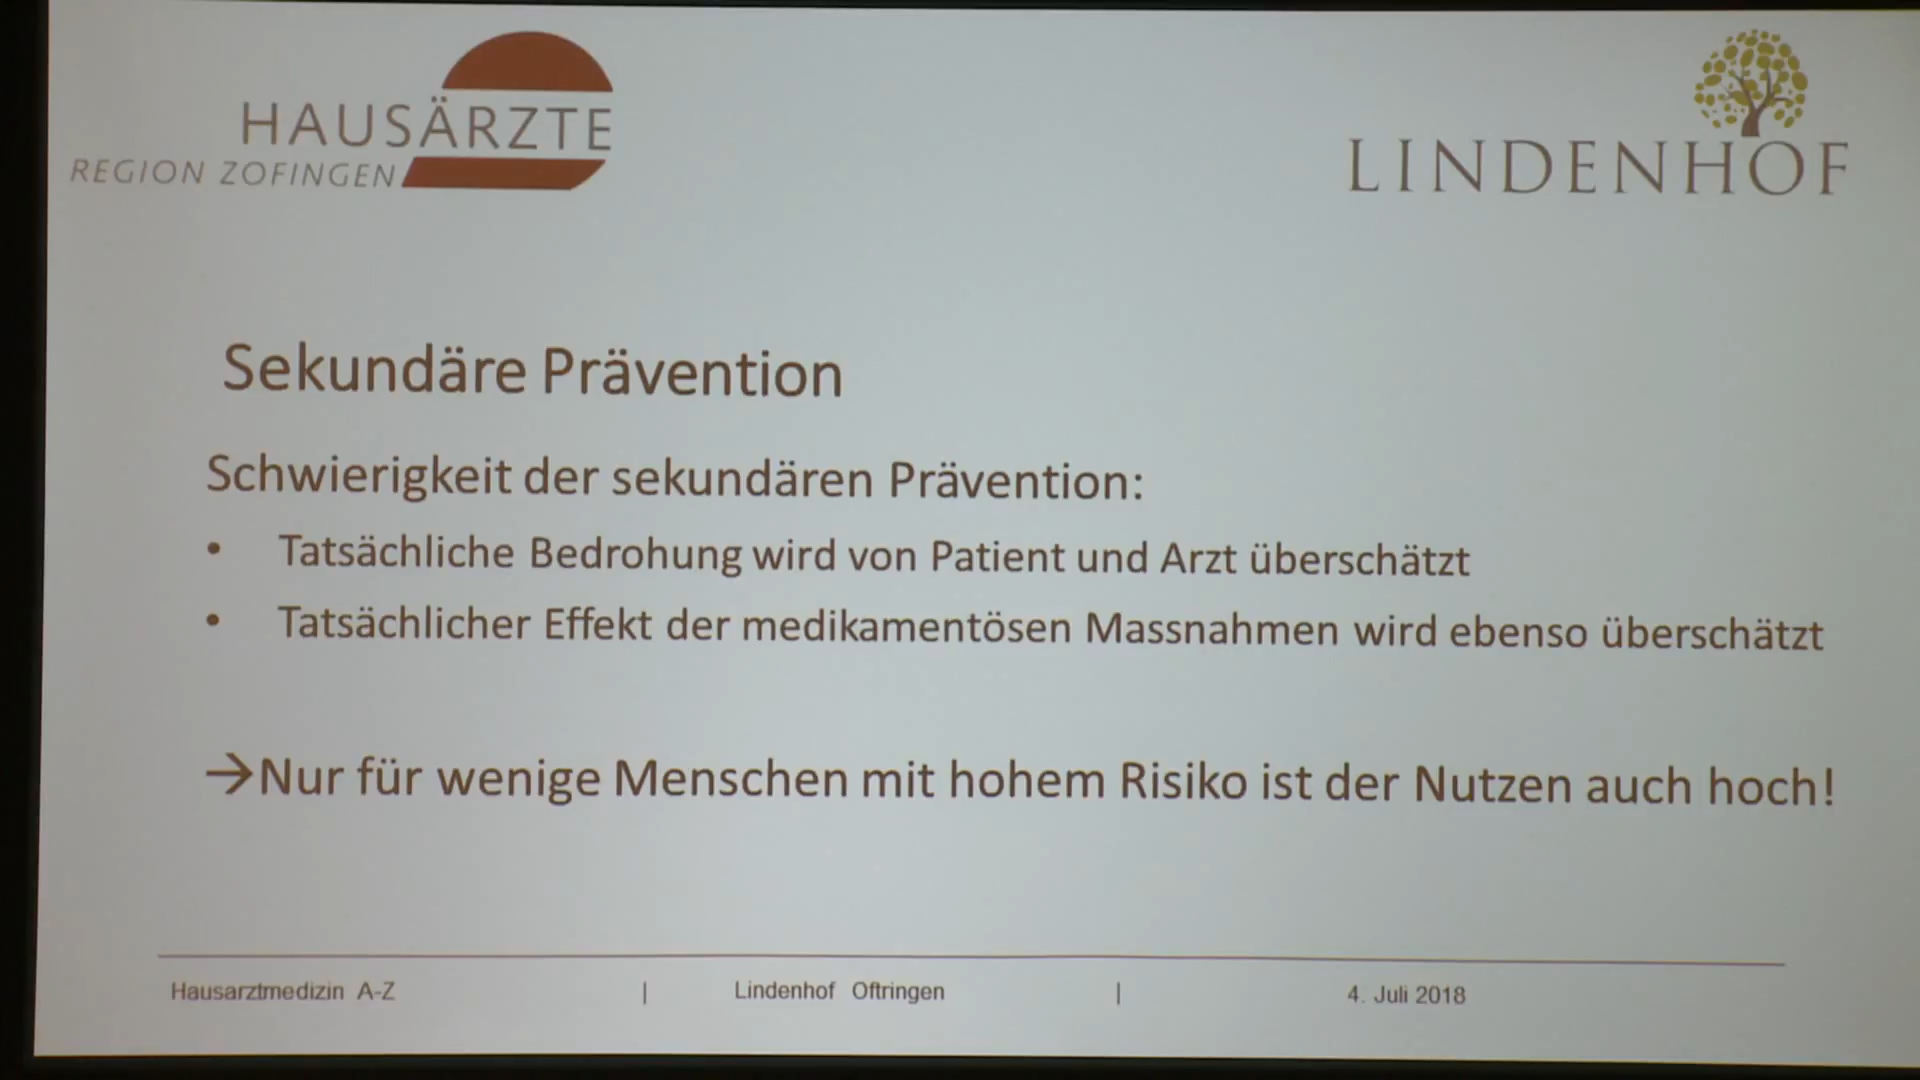 HAUSÄRZTE
REGION ZOFINGEN
LINDENHOF
Sekundäre Prävention
Schwierigkeit der sekundären Prävention:
• Tatsächliche Bedrohung wird von Patient und Arzt überschätzt
• Tatsächlicher Effekt der medikamentösen Massnahmen wird ebenso überschätzt
→Nur für wenige Menschen mit hohem Risiko ist der Nutzen auch hoch!
Hausarztmedizin A-Z | Lindenhof Oftringen | 4. Juli 2018